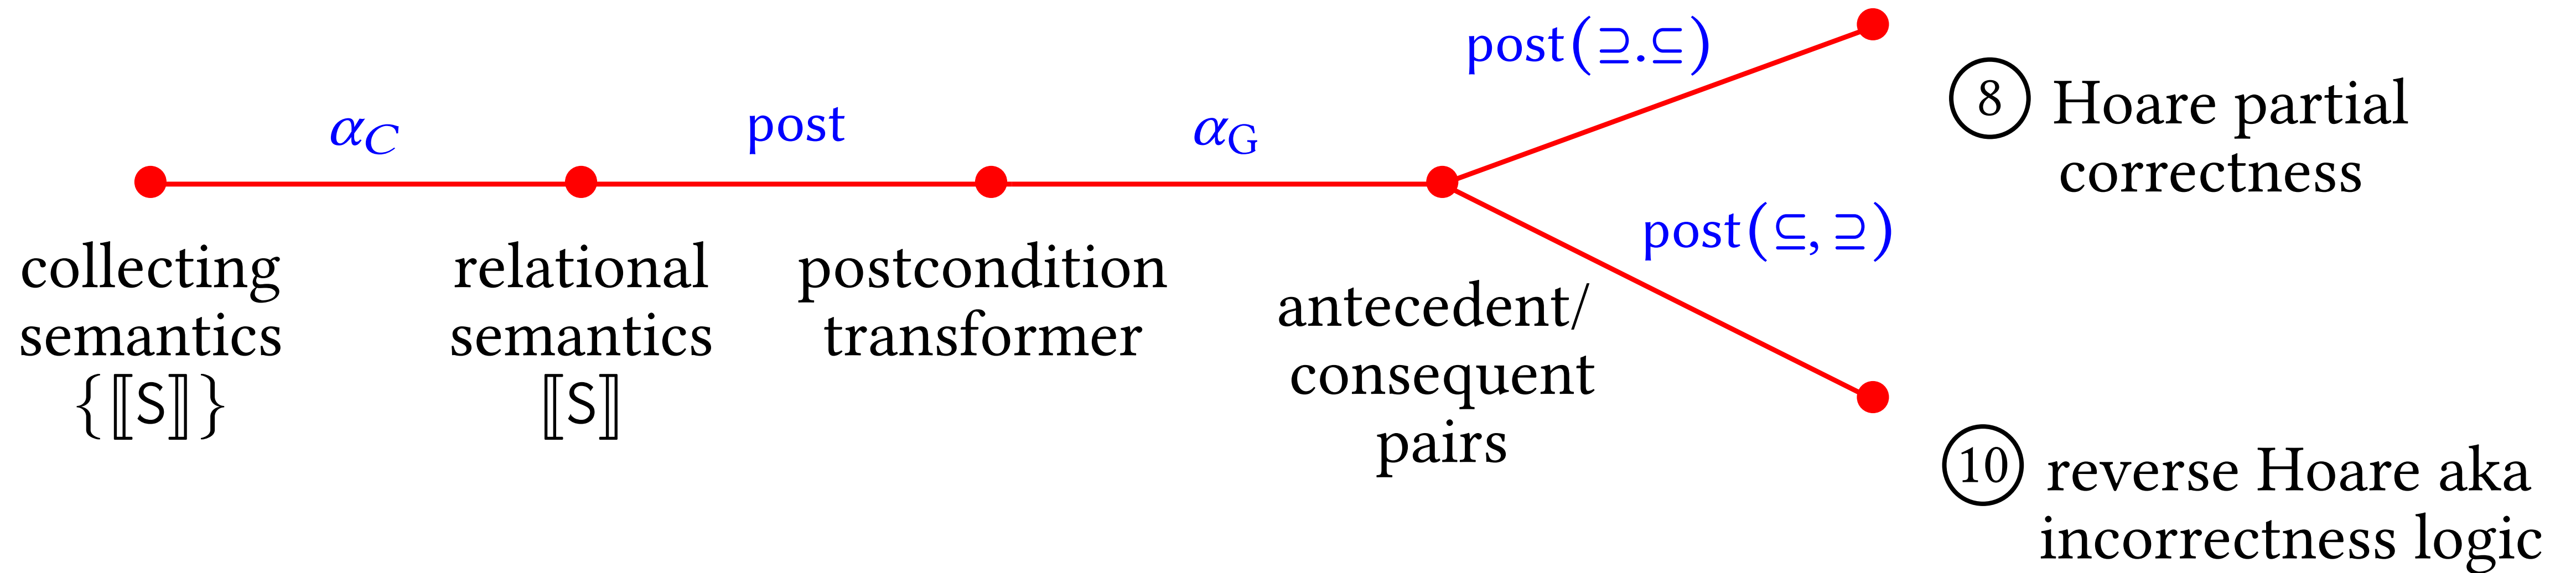 α_C
post
α_G
post(⊇.⊆)
post(⊆, ⊇)
collecting
semantics
{⟦S⟧}
relational
semantics
⟦S⟧
postcondition
transformer
antecedent/
consequent
pairs
⑧ Hoare partial
correctness
⑩ reverse Hoare aka
incorrectness logic